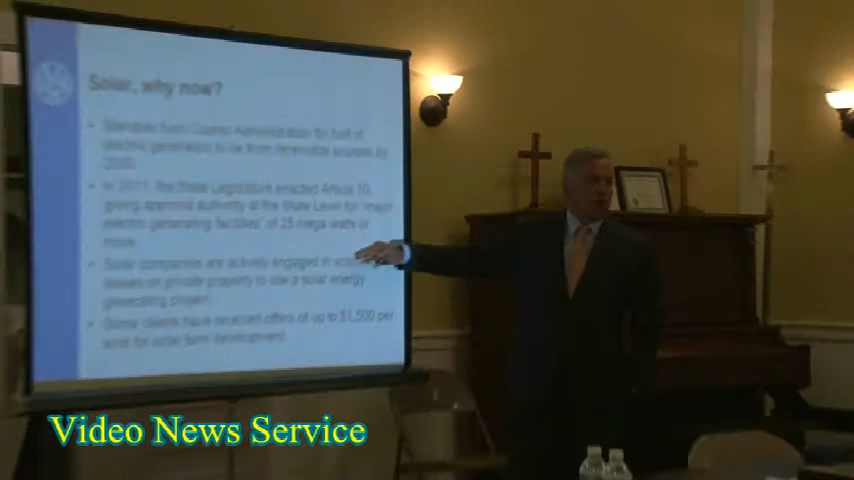 Solar, why now?
• Mandate from Cuomo Administration for half of
electric generation to be from renewable sources by
• In 2011, the State Legislature enacted Article 10,
giving approval authority at the State Level for "major
electric generating facilities" of 25 mega watts or
more.
• Solar companies are actively engaged in
leases on private property to site a solar energy
generating project.
• Some clients have received offers of up to $1,500 per
acre for solar farm development.
Video News Service